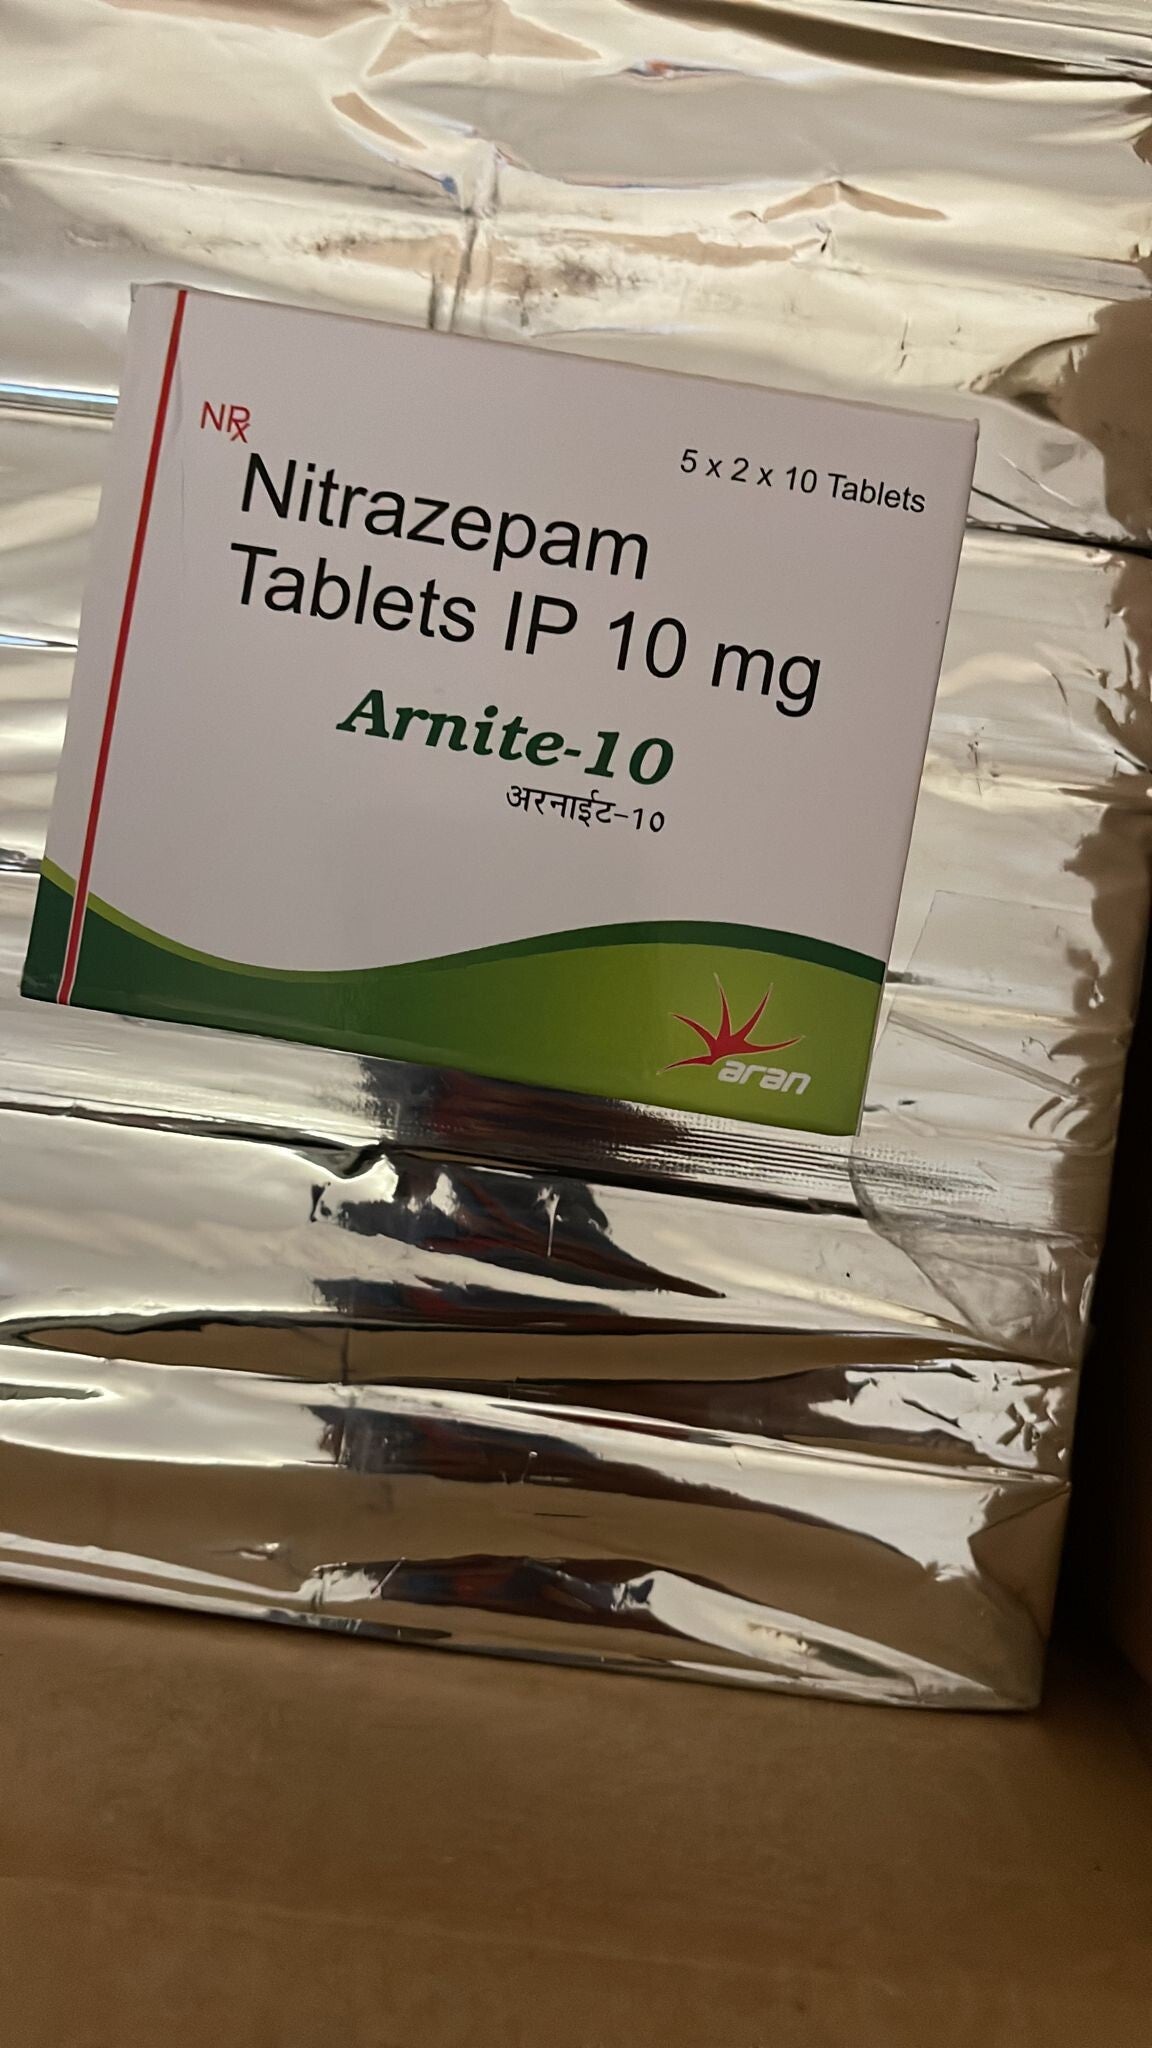 NRx
5 x 2 x 10 Tablets
Nitrazepam
Tablets IP 10 mg
Arnite-10
अरनाईट-10
aran